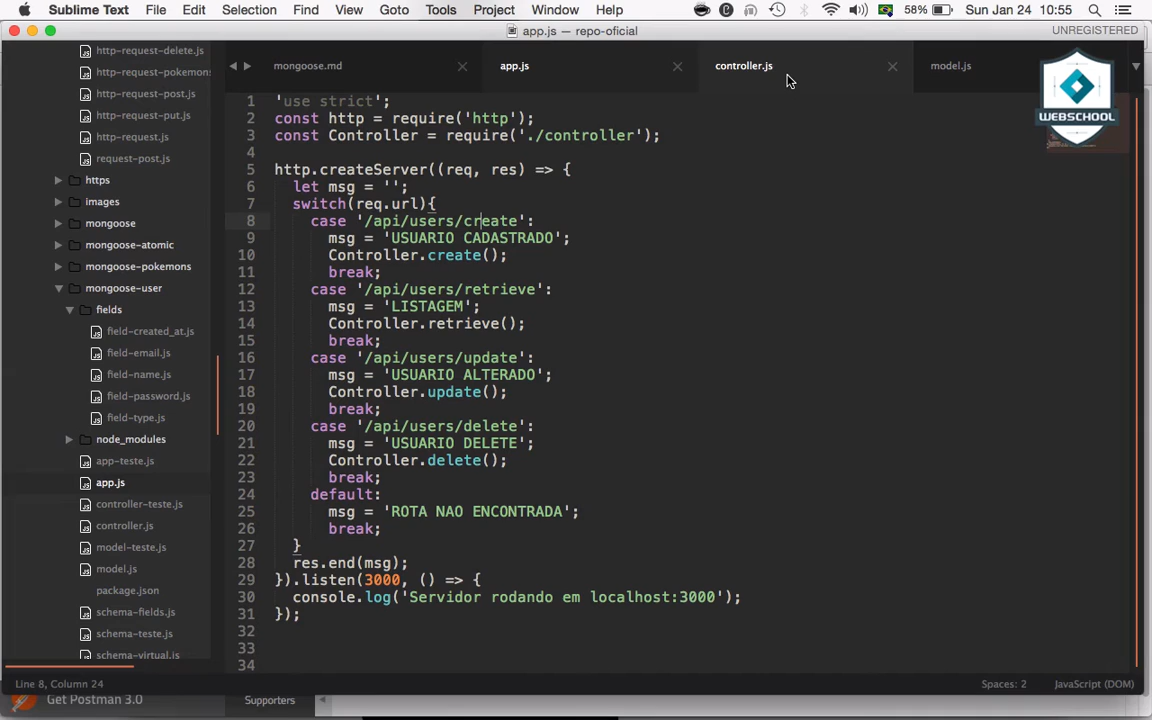 Sublime Text File Edit Selection Find View Goto Tools Project Window Help 58% Sun Jan 24 10:55
app.js — repo-oficial UNREGISTERED
http-request-delete.js
http-request-pokemons
http-request-post.js
http-request-put.js
http-request.js
request-post.js
https
images
mongoose
mongoose-atomic
mongoose-pokemons
mongoose-user
fields
field-created_at.js
field-email.js
field-name.js
field-password.js
field-type.js
node_modules
app-teste.js
app.js
controller-teste.js
controller.js
model-teste.js
model.js
package.json
schema-fields.js
schema-teste.js
schema-virtual.js
mongoose.md app.js controller.js model.js
WEBSCHOOL
1 'use strict';
2 const http = require('http');
3 const Controller = require('./controller');
4
5 http.createServer((req, res) => {
6 let msg = '';
7 switch(req.url){
8 case '/api/users/create':
9 msg = 'USUARIO CADASTRADO';
10 Controller.create();
11 break;
12 case '/api/users/retrieve':
13 msg = 'LISTAGEM';
14 Controller.retrieve();
15 break;
16 case '/api/users/update':
17 msg = 'USUARIO ALTERADO';
18 Controller.update();
19 break;
20 case '/api/users/delete':
21 msg = 'USUARIO DELETE';
22 Controller.delete();
23 break;
24 default:
25 msg = 'ROTA NAO ENCONTRADA';
26 break;
27 }
28 res.end(msg);
29 }).listen(3000, () => {
30 console.log('Servidor rodando em localhost:3000');
31 });
32
33
34
Line 8, Column 24 Spaces: 2 JavaScript (DOM)
Get Postman 3.0 Supporters